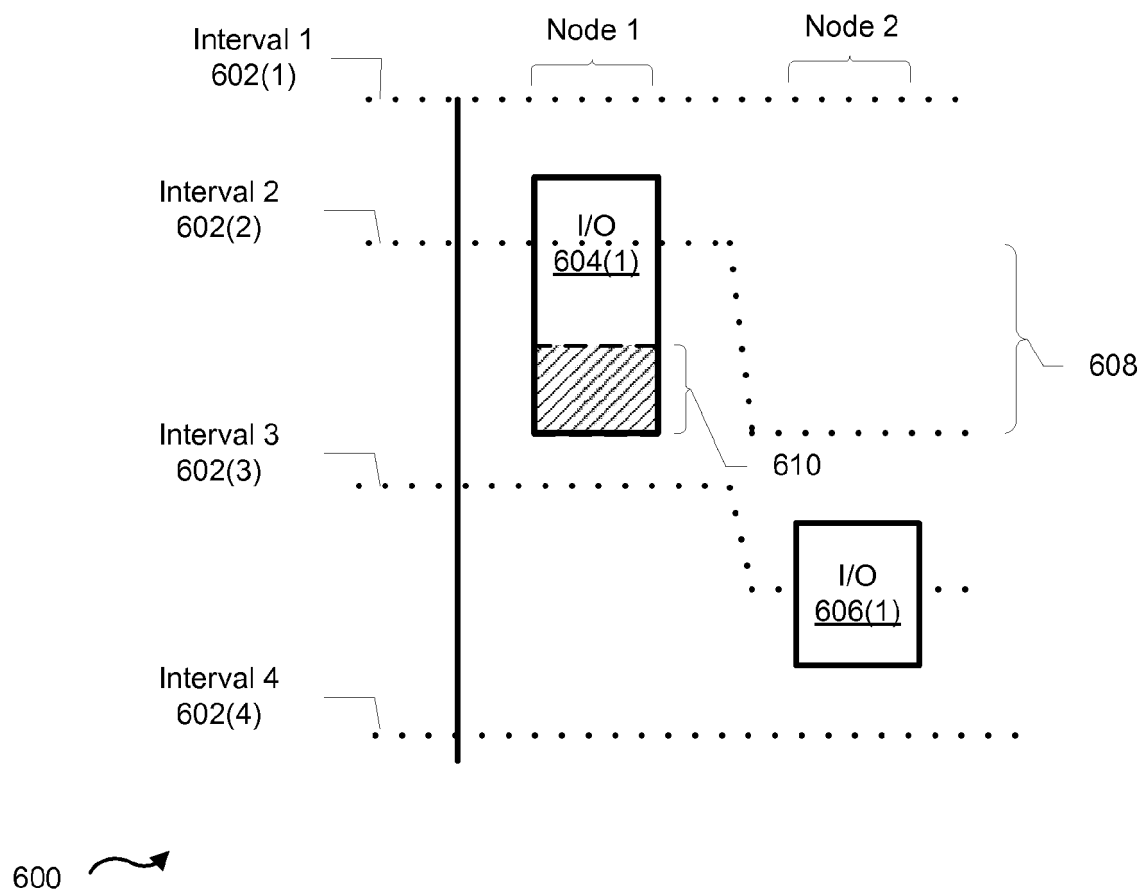 Node 1
Node 2
Interval 1
602(1)
Interval 2
602(2)
I/O
604(1)
608
Interval 3
602(3)
610
I/O
606(1)
Interval 4
602(4)
600